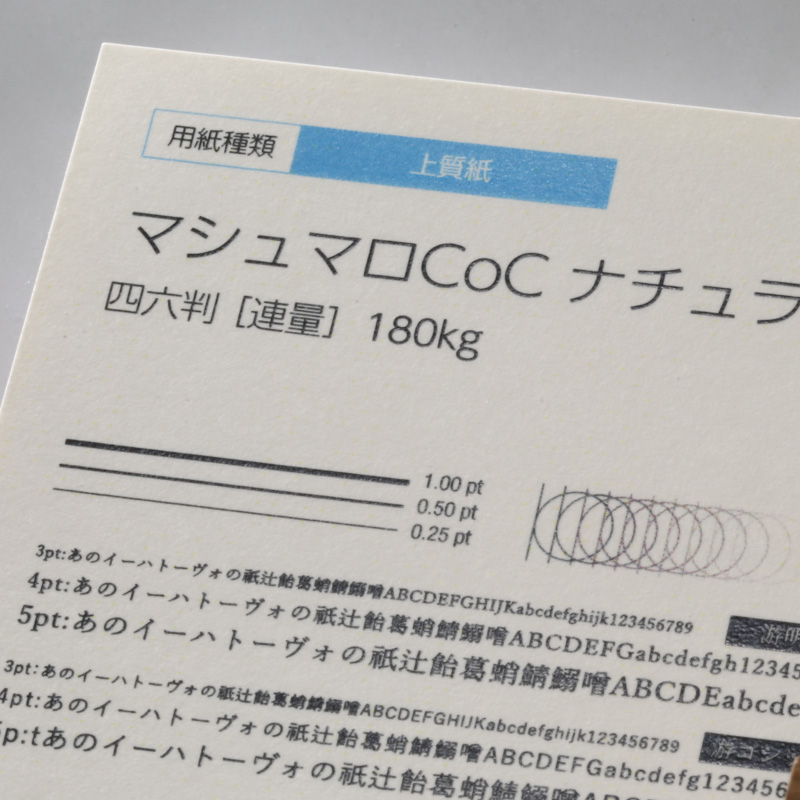 用紙種類 上質紙
マシュマロCoC ナチュラ
四六判［連量］180kg
1.00 pt
0.50 pt
0.25 pt
3pt:あのイーハトーヴォの祇辻飴葛蛸鯖鰯噌ABCDEFGHIJKabcdefghijk123456789
4pt:あのイーハトーヴォの祇辻飴葛蛸鯖鰯噌ABCDEFGabcdefgh12345
游明
5pt:あのイーハトーヴォの祇辻飴葛蛸鯖鰯噌ABCDEabcde
3pt:あのイーハトーヴォの祇辻飴葛蛸鯖鰯噌ABCDEFGHIJKabcdefghijk123456789
4pt:あのイーハトーヴォの祇辻飴葛蛸鯖鰯噌ABCDEFGabcdefg123456
游ゴシ
p:tあのイーハトーヴォの祇辻飴葛蛸鯖鰯噌ABCD